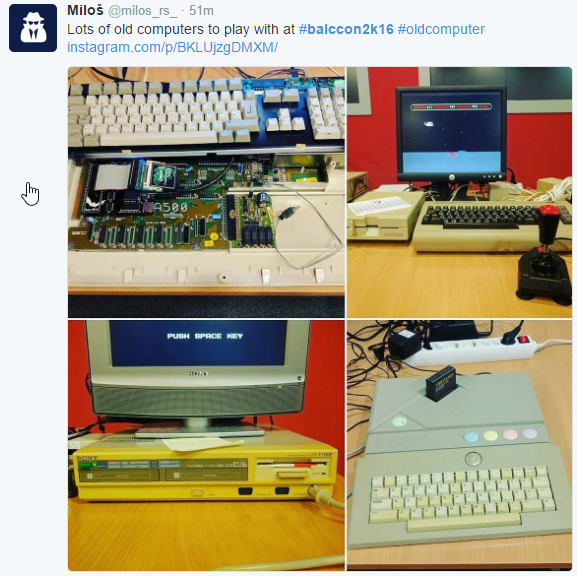 Miloš @milos_rs_ · 51m
Lots of old computers to play with at #balccon2k16 #oldcomputer
instagram.com/p/BKLUjzgDMXM/
A500
PUSH SPACE KEY
SONY
SONY